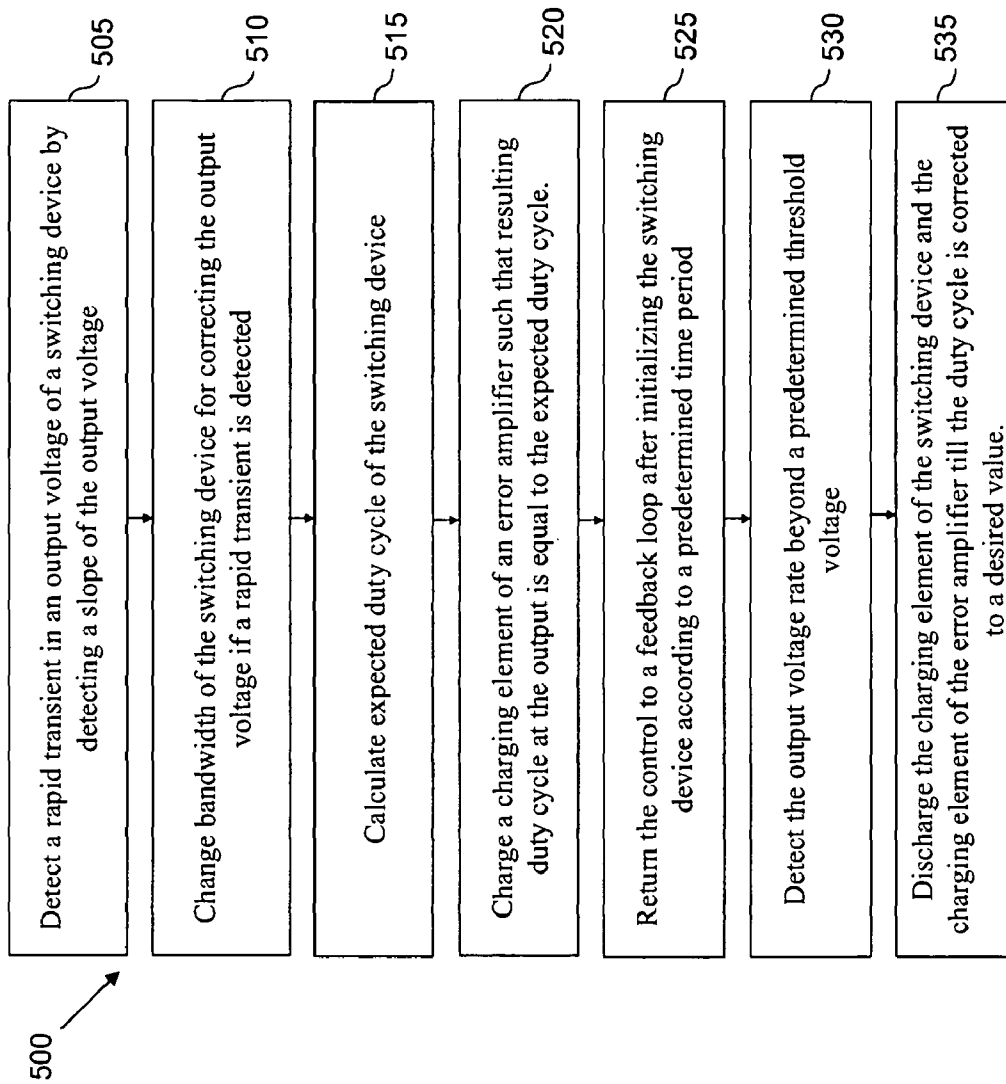 500
Detect a rapid transient in an output voltage of a switching device by
detecting a slope of the output voltage
505
Change bandwidth of the switching device for correcting the output
voltage if a rapid transient is detected
510
Calculate expected duty cycle of the switching device
515
Charge a charging element of an error amplifier such that resulting
duty cycle at the output is equal to the expected duty cycle.
520
Return the control to a feedback loop after initializing the switching
device according to a predetermined time period
525
Detect the output voltage rate beyond a predetermined threshold
voltage
530
Discharge the charging element of the switching device and the
charging element of the error amplifier till the duty cycle is corrected
to a desired value.
535